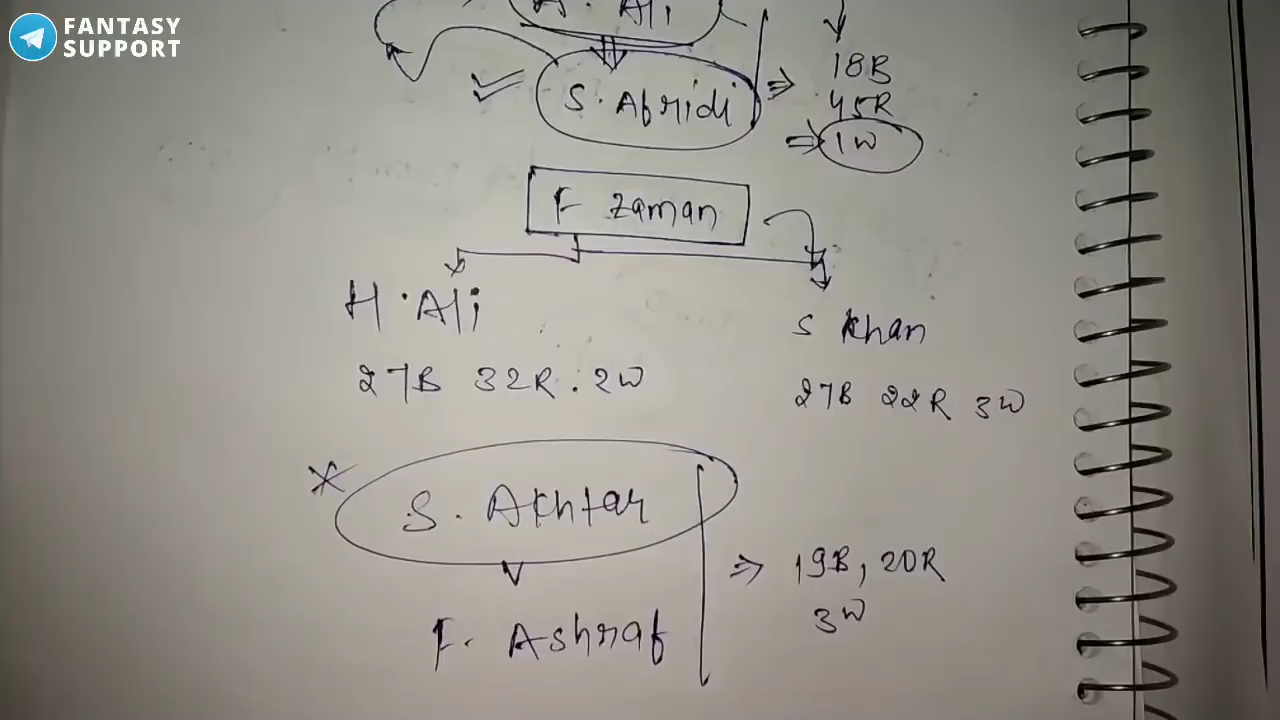 FANTASY
SUPPORT
A. Ali
18B
45R
S. Afridi
1W
F Zaman
H. Ali
S Khan
27B 32R. 2W
27B 22R 3W
S. Akhtar
19B, 20R
3W
F. Ashraf